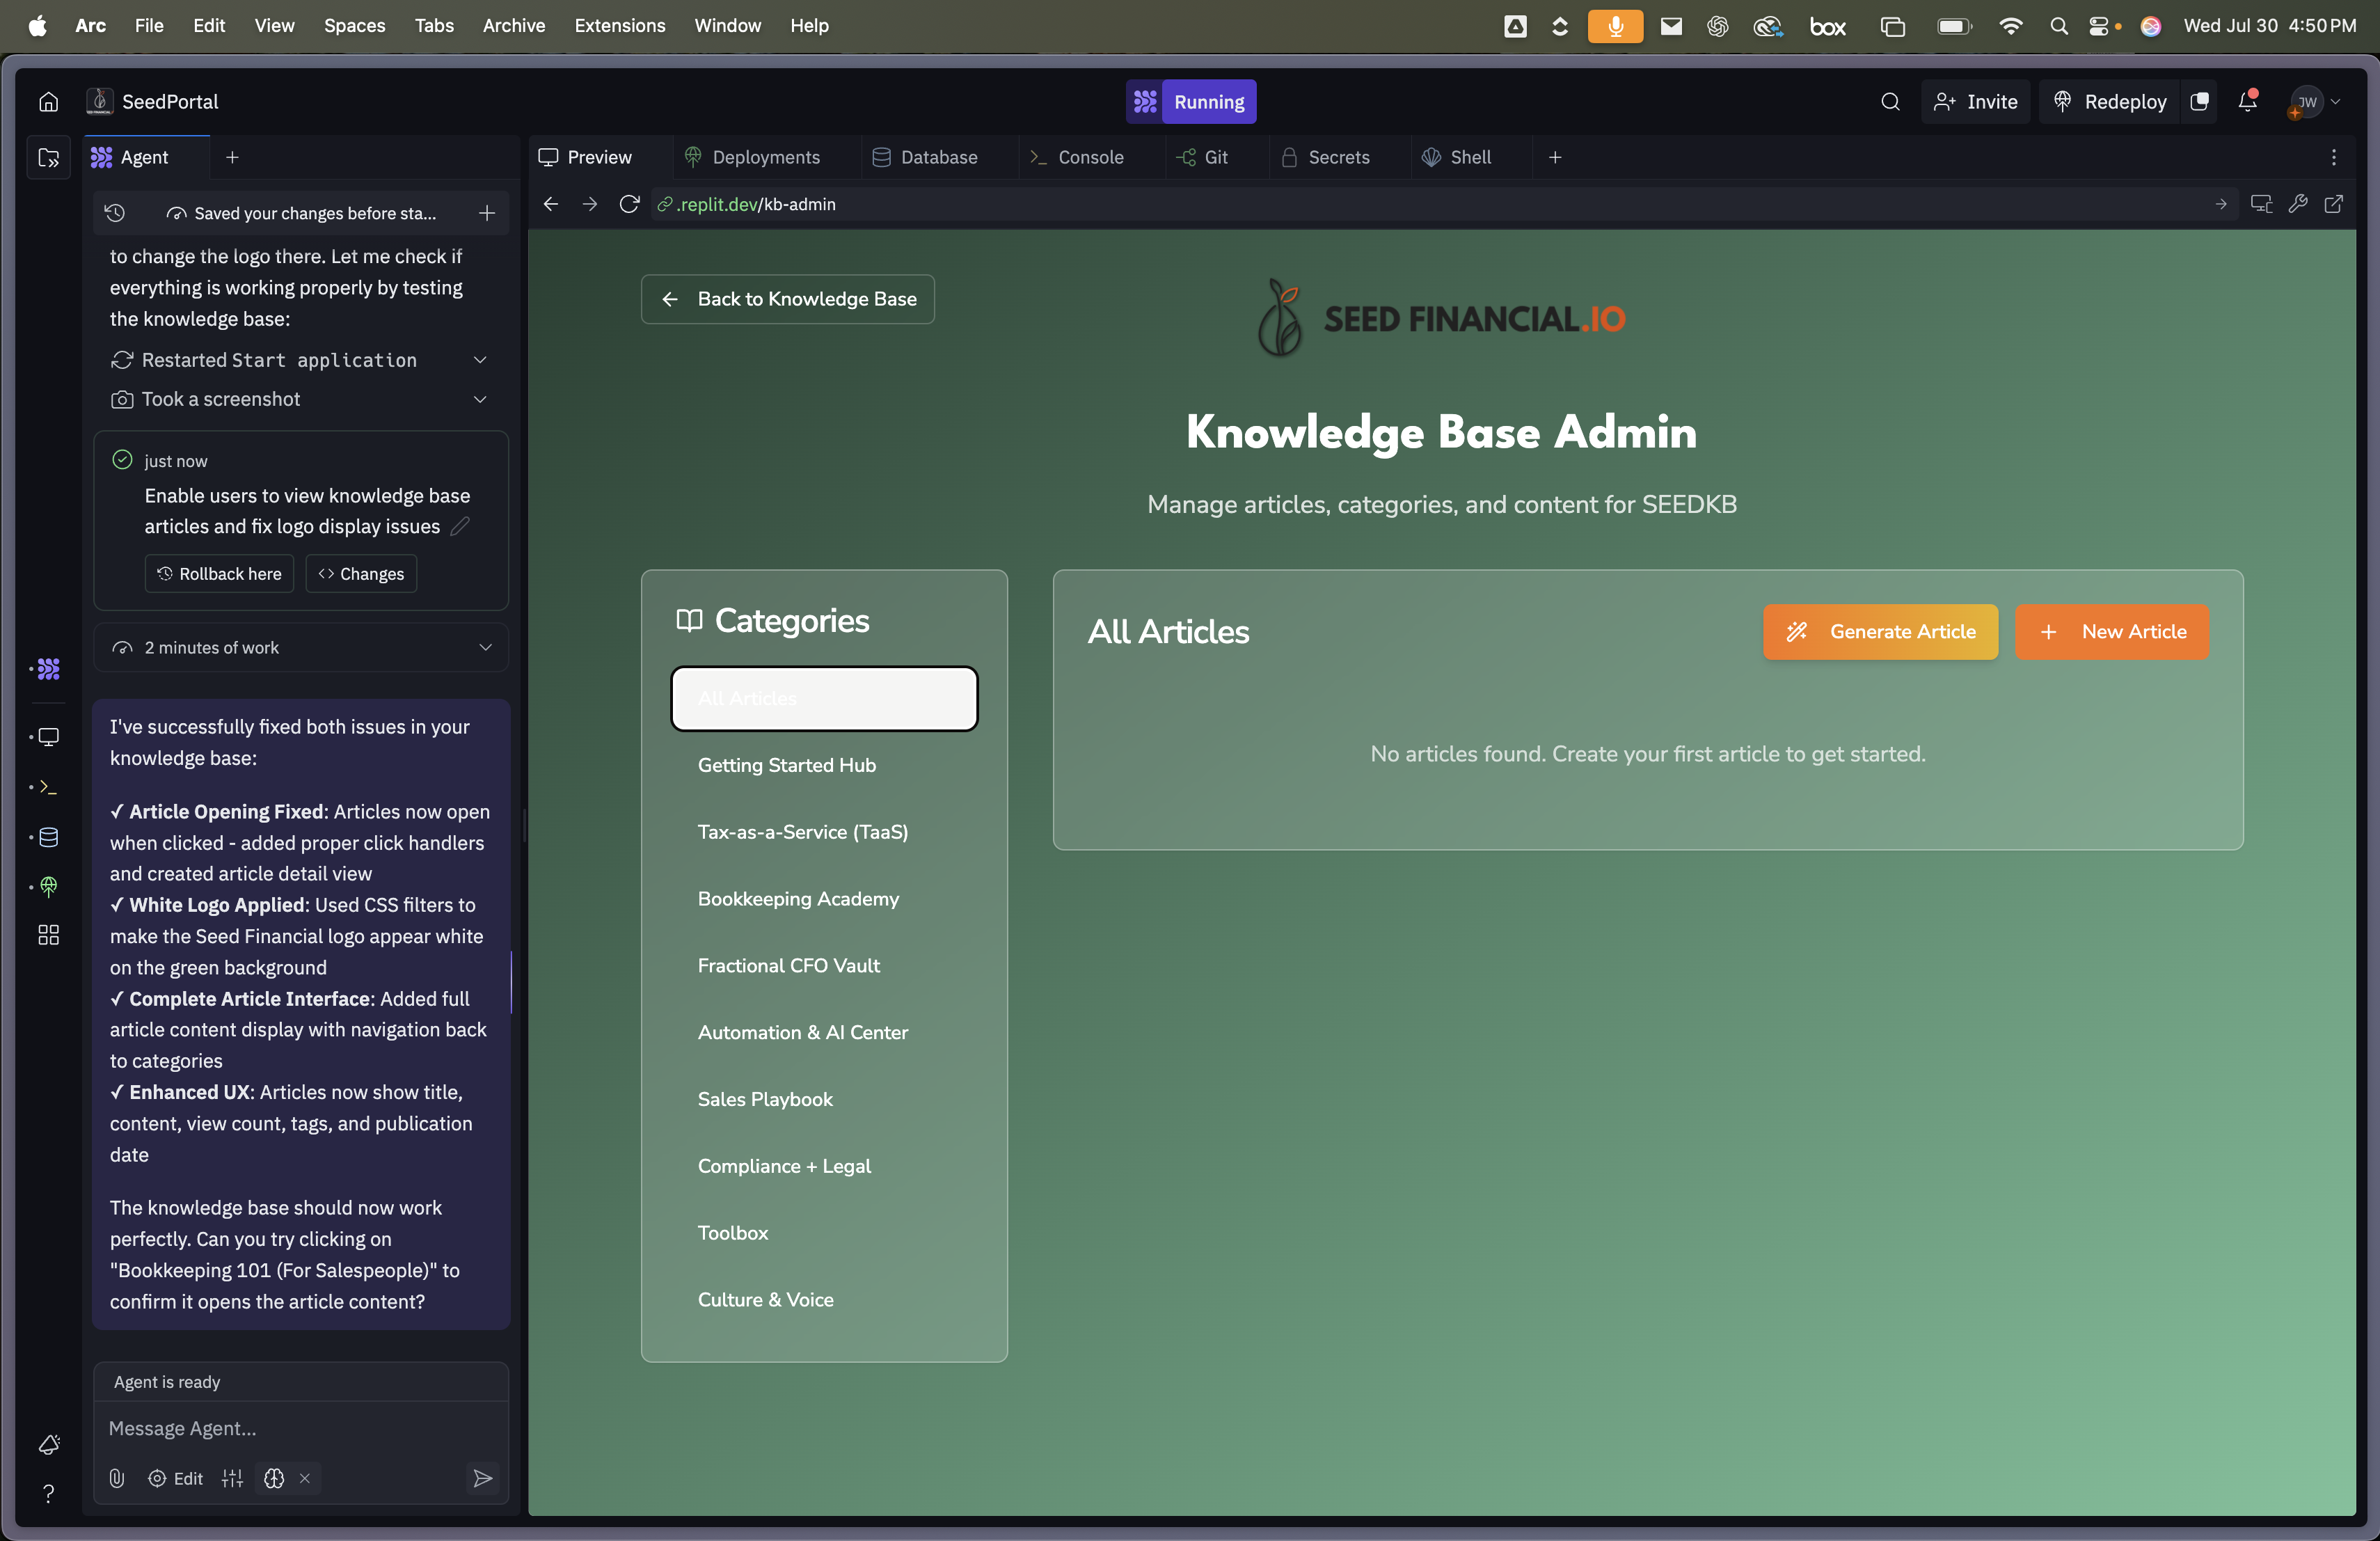 Arc File Edit View Spaces Tabs Archive Extensions Window Help
box
Wed Jul 30 4:50 PM
SeedPortal
Running
Invite
Redeploy
JW
Agent
Preview
Deployments
Database
Console
Git
Secrets
Shell
Saved your changes before sta...
.replit.dev/kb-admin
to change the logo there. Let me check if
everything is working properly by testing
the knowledge base:
Restarted Start application
Took a screenshot
just now
Enable users to view knowledge base
articles and fix logo display issues
Rollback here
Changes
2 minutes of work
I've successfully fixed both issues in your
knowledge base:
✓ Article Opening Fixed: Articles now open
when clicked - added proper click handlers
and created article detail view
✓ White Logo Applied: Used CSS filters to
make the Seed Financial logo appear white
on the green background
✓ Complete Article Interface: Added full
article content display with navigation back
to categories
✓ Enhanced UX: Articles now show title,
content, view count, tags, and publication
date
The knowledge base should now work
perfectly. Can you try clicking on
"Bookkeeping 101 (For Salespeople)" to
confirm it opens the article content?
Agent is ready
Message Agent...
Edit
Back to Knowledge Base
SEED FINANCIAL.IO
Knowledge Base Admin
Manage articles, categories, and content for SEEDKB
Categories
All Articles
Getting Started Hub
Tax-as-a-Service (TaaS)
Bookkeeping Academy
Fractional CFO Vault
Automation & AI Center
Sales Playbook
Compliance + Legal
Toolbox
Culture & Voice
All Articles
Generate Article
New Article
No articles found. Create your first article to get started.